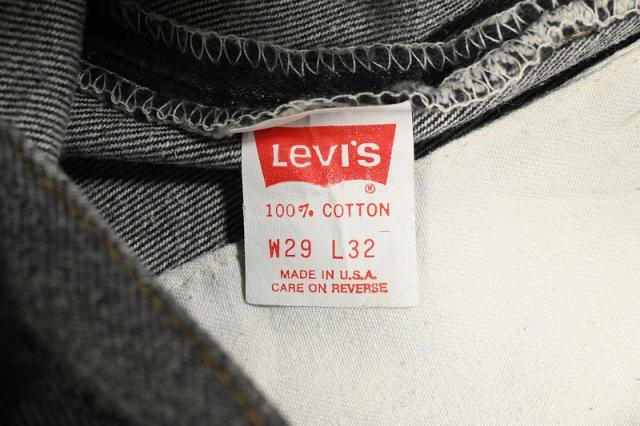 Levi's
®
100% COTTON
W29 L32
MADE IN U.S.A.
CARE ON REVERSE